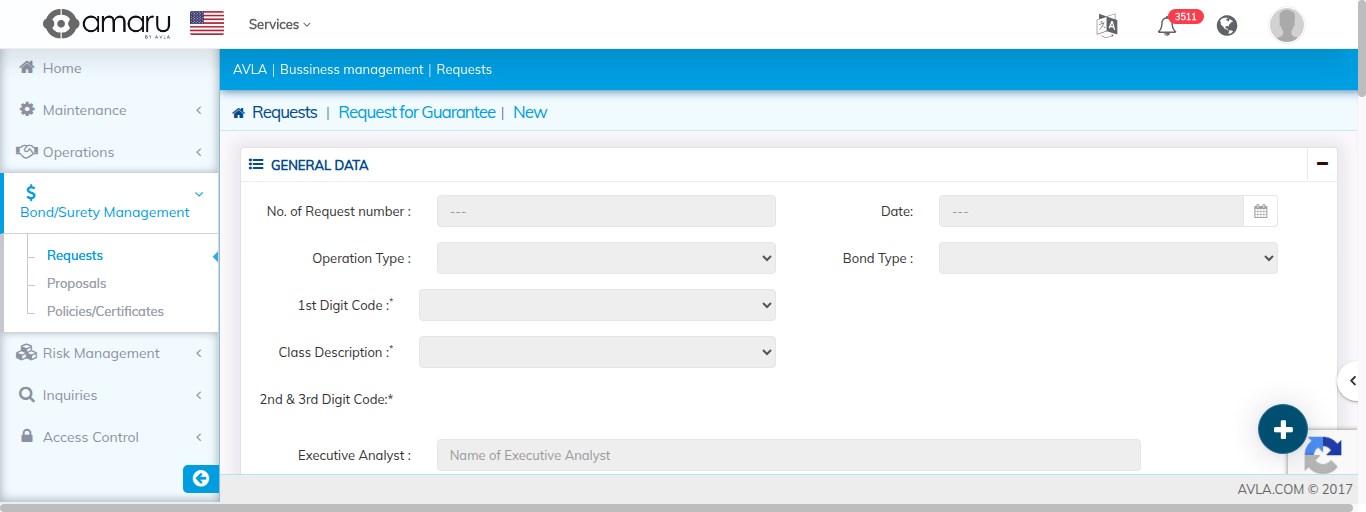 amaru
BY AVLA
Services
3511
Home
Maintenance
Operations
$
Bond/Surety Management
Requests
Proposals
Policies/Certificates
Risk Management
Inquiries
Access Control
AVLA | Bussiness management | Requests
Requests | Request for Guarantee | New
GENERAL DATA
No. of Request number : ---
Date: ---
Operation Type :
Bond Type :
1st Digit Code :*
Class Description :*
2nd & 3rd Digit Code:*
Executive Analyst : Name of Executive Analyst
AVLA.COM © 2017